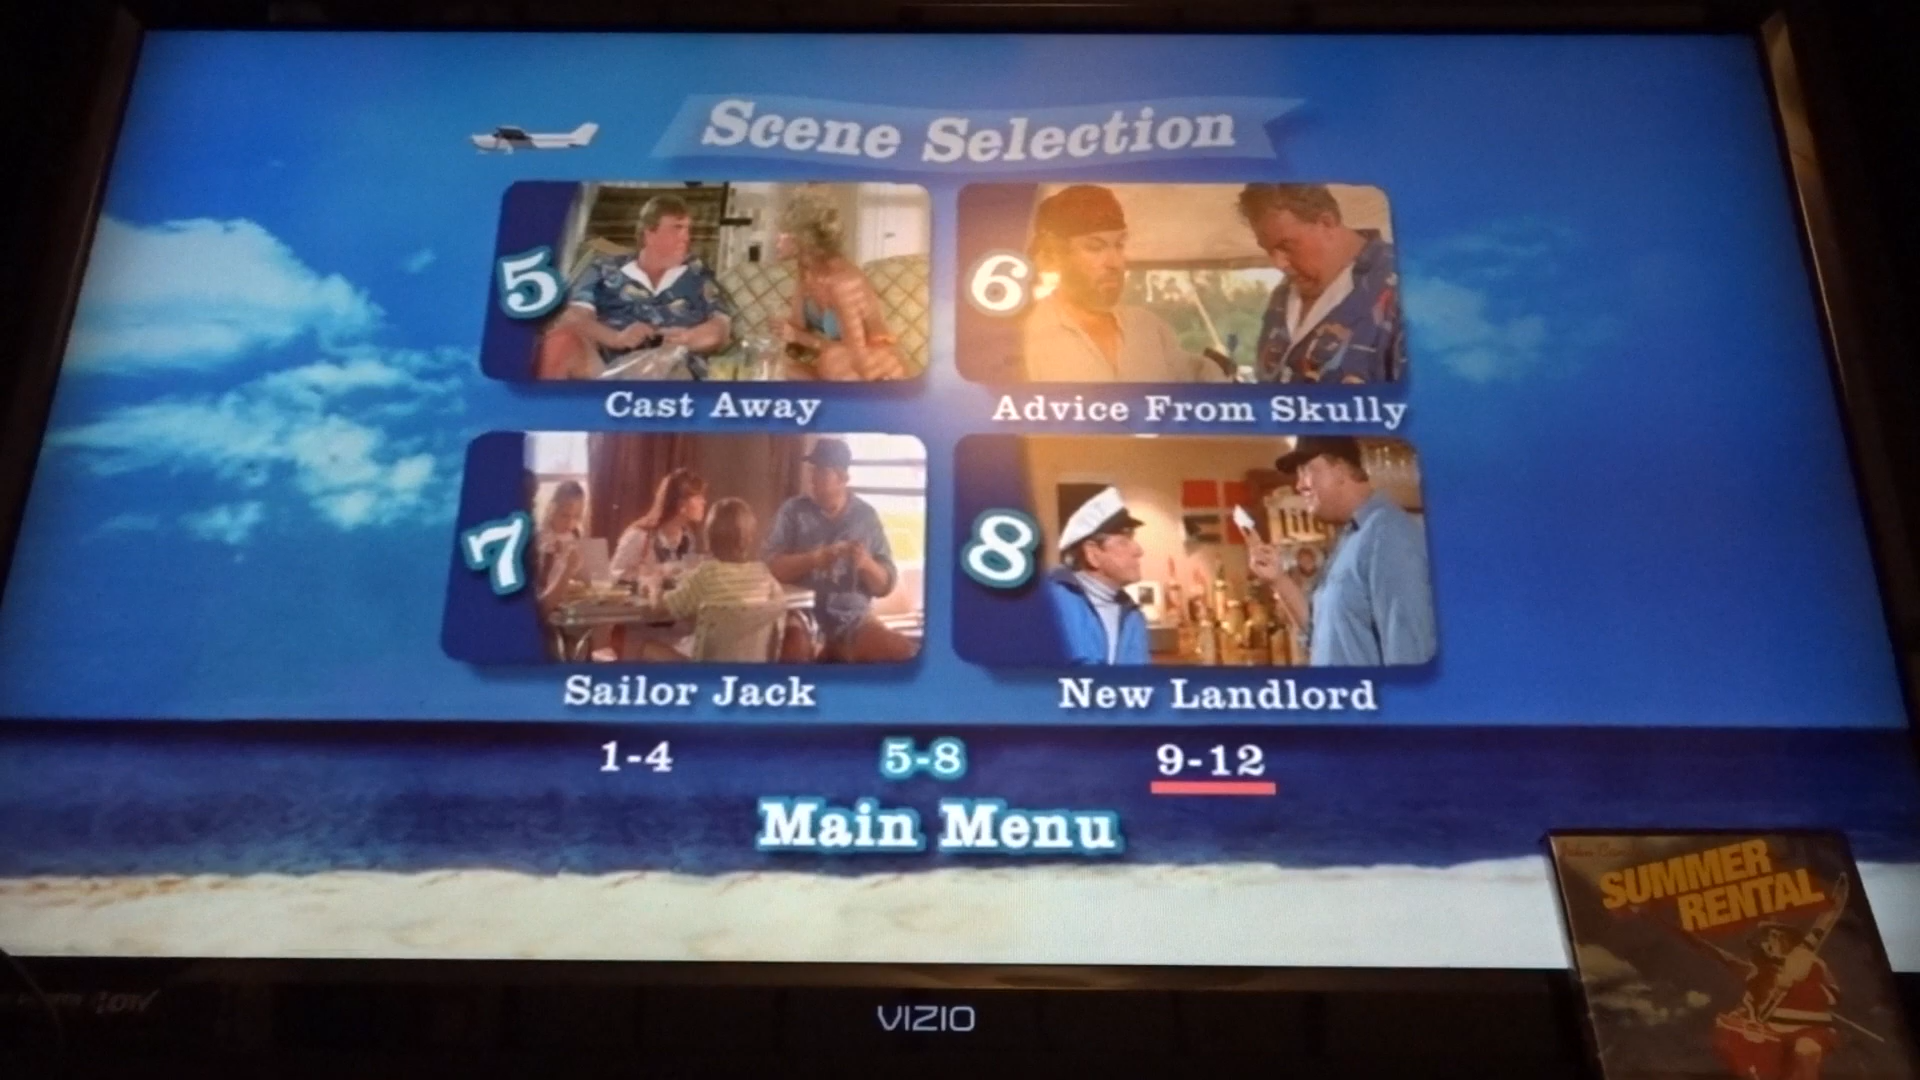 Scene Selection
5
6
Cast Away
Advice From Skully
7
8
Sailor Jack
New Landlord
1-4
5-8
9-12
Main Menu
SUMMER
RENTAL
VIZIO